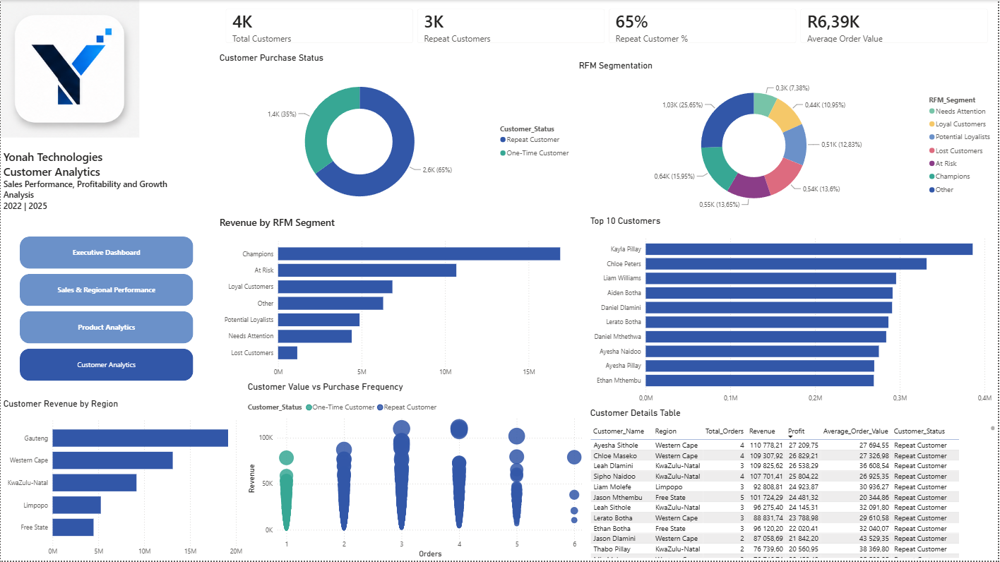 4K
Total Customers
3K
Repeat Customers
65%
Repeat Customer %
R6,39K
Average Order Value
Yonah Technologies
Customer Analytics
Sales Performance, Profitability and Growth
Analysis
2022 | 2025
Executive Dashboard
Sales & Regional Performance
Product Analytics
Customer Analytics
Customer Purchase Status
1,4K (35%)
2,6K (65%)
Customer_Status
Repeat Customer
One-Time Customer
RFM Segmentation
0,3K (7,38%)
0,44K (10,95%)
0,51K (12,83%)
0,54K (13,6%)
0,55K (13,65%)
0,64K (15,95%)
1,03K (25,65%)
RFM_Segment
Needs Attention
Loyal Customers
Potential Loyalists
Lost Customers
At Risk
Champions
Other
Revenue by RFM Segment
Champions
At Risk
Loyal Customers
Other
Potential Loyalists
Needs Attention
Lost Customers
0M 5M 10M 15M
Top 10 Customers
Kayla Pillay
Chloe Peters
Liam Williams
Aiden Botha
Daniel Dlamini
Lerato Botha
Daniel Mthethwa
Ayesha Naidoo
Ayesha Pillay
Ethan Mthembu
0,0M 0,1M 0,2M 0,3M 0,4M
Customer Revenue by Region
Gauteng
Western Cape
KwaZulu-Natal
Limpopo
Free State
0M 5M 10M 15M 20M
Customer Value vs Purchase Frequency
Customer_Status One-Time Customer Repeat Customer
100K
50K
0K
Revenue
1 2 3 4 5 6
Orders
Customer Details Table
Customer_Name Region Total_Orders Revenue Profit Average_Order_Value Customer_Status
Ayesha Sithole Western Cape 4 110 778,21 27 209,75 27 694,55 Repeat Customer
Chloe Maseko Western Cape 4 109 307,92 26 829,21 27 326,98 Repeat Customer
Leah Dlamini KwaZulu-Natal 3 109 825,62 26 538,29 36 608,54 Repeat Customer
Sipho Naidoo KwaZulu-Natal 4 107 701,41 25 804,22 26 925,35 Repeat Customer
Liam Molefe Limpopo 3 92 808,81 24 923,87 30 936,27 Repeat Customer
Jason Mthembu Free State 5 101 724,29 24 481,32 20 344,86 Repeat Customer
Leah Sithole KwaZulu-Natal 3 96 275,40 24 145,31 32 091,80 Repeat Customer
Lerato Botha Western Cape 3 88 831,74 23 788,98 29 610,58 Repeat Customer
Ethan Botha Free State 3 96 120,20 22 020,41 32 040,07 Repeat Customer
Jason Dlamini Western Cape 2 87 058,69 21 842,20 43 529,35 Repeat Customer
Thabo Pillay KwaZulu-Natal 2 76 739,60 20 560,95 38 369,80 Repeat Customer